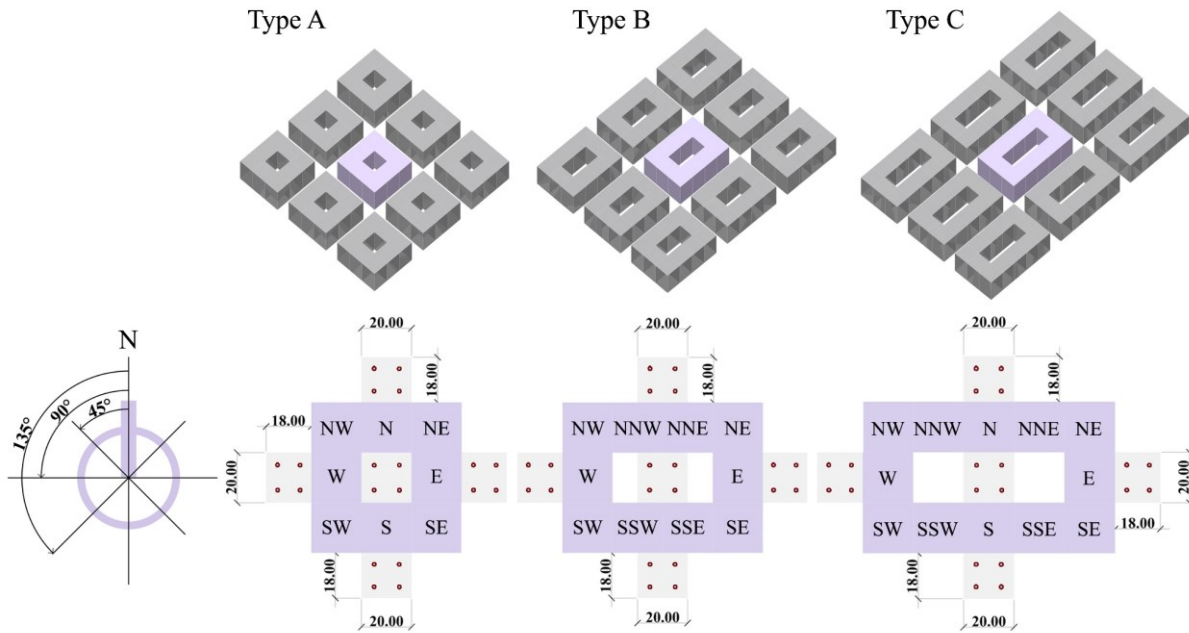 Type A
Type B
Type C
N
135°
90°
45°
20.00
18.00
18.00
20.00
NW N NE
W E
SW S SE
18.00
20.00
20.00
18.00
NW NNW NNE NE
W E
SW SSW SSE SE
18.00
20.00
20.00
18.00
NW NNW N NNE NE
W E
SW SSW S SSE SE
20.00
18.00
18.00
20.00